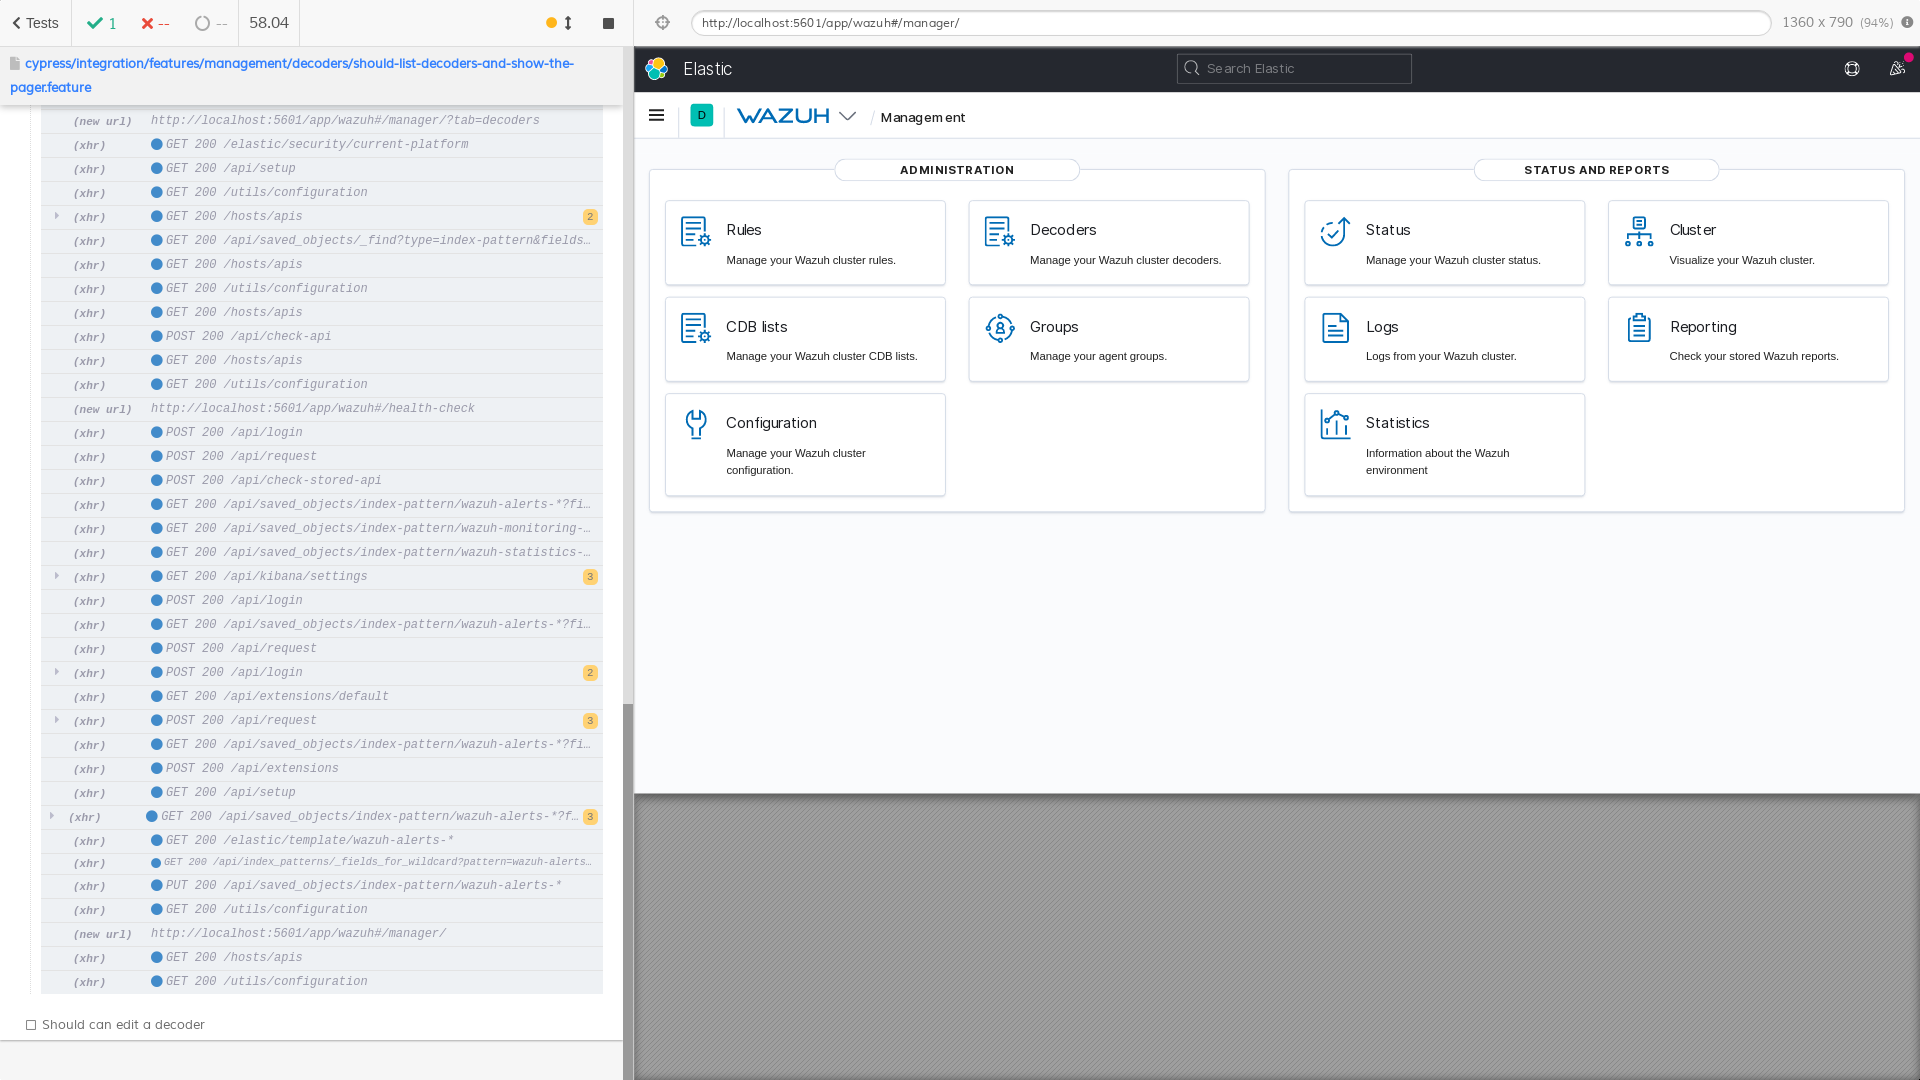 Tests
1
--
--
58.04
cypress/integration/features/management/decoders/should-list-decoders-and-show-the-
pager.feature
(new url) http://localhost:5601/app/wazuh#/manager/?tab=decoders
(xhr) GET 200 /elastic/security/current-platform
(xhr) GET 200 /api/setup
(xhr) GET 200 /utils/configuration
(xhr) GET 200 /hosts/apis 2
(xhr) GET 200 /api/saved_objects/_find?type=index-pattern&fields…
(xhr) GET 200 /hosts/apis
(xhr) GET 200 /utils/configuration
(xhr) GET 200 /hosts/apis
(xhr) POST 200 /api/check-api
(xhr) GET 200 /hosts/apis
(xhr) GET 200 /utils/configuration
(new url) http://localhost:5601/app/wazuh#/health-check
(xhr) POST 200 /api/login
(xhr) POST 200 /api/request
(xhr) POST 200 /api/check-stored-api
(xhr) GET 200 /api/saved_objects/index-pattern/wazuh-alerts-*?fi…
(xhr) GET 200 /api/saved_objects/index-pattern/wazuh-monitoring-…
(xhr) GET 200 /api/saved_objects/index-pattern/wazuh-statistics-…
(xhr) GET 200 /api/kibana/settings 3
(xhr) POST 200 /api/login
(xhr) GET 200 /api/saved_objects/index-pattern/wazuh-alerts-*?fi…
(xhr) POST 200 /api/request
(xhr) POST 200 /api/login 2
(xhr) GET 200 /api/extensions/default
(xhr) POST 200 /api/request 3
(xhr) GET 200 /api/saved_objects/index-pattern/wazuh-alerts-*?fi…
(xhr) POST 200 /api/extensions
(xhr) GET 200 /api/setup
(xhr) GET 200 /api/saved_objects/index-pattern/wazuh-alerts-*?f… 3
(xhr) GET 200 /elastic/template/wazuh-alerts-*
(xhr) GET 200 /api/index_patterns/_fields_for_wildcard?pattern=wazuh-alerts…
(xhr) PUT 200 /api/saved_objects/index-pattern/wazuh-alerts-*
(xhr) GET 200 /utils/configuration
(new url) http://localhost:5601/app/wazuh#/manager/
(xhr) GET 200 /hosts/apis
(xhr) GET 200 /utils/configuration
Should can edit a decoder
http://localhost:5601/app/wazuh#/manager/
1360 x 790 (94%)
Elastic
Search Elastic
D
WAZUH
/ Management
ADMINISTRATION
Rules
Manage your Wazuh cluster rules.
Decoders
Manage your Wazuh cluster decoders.
CDB lists
Manage your Wazuh cluster CDB lists.
Groups
Manage your agent groups.
Configuration
Manage your Wazuh cluster
configuration.
STATUS AND REPORTS
Status
Manage your Wazuh cluster status.
Cluster
Visualize your Wazuh cluster.
Logs
Logs from your Wazuh cluster.
Reporting
Check your stored Wazuh reports.
Statistics
Information about the Wazuh
environment